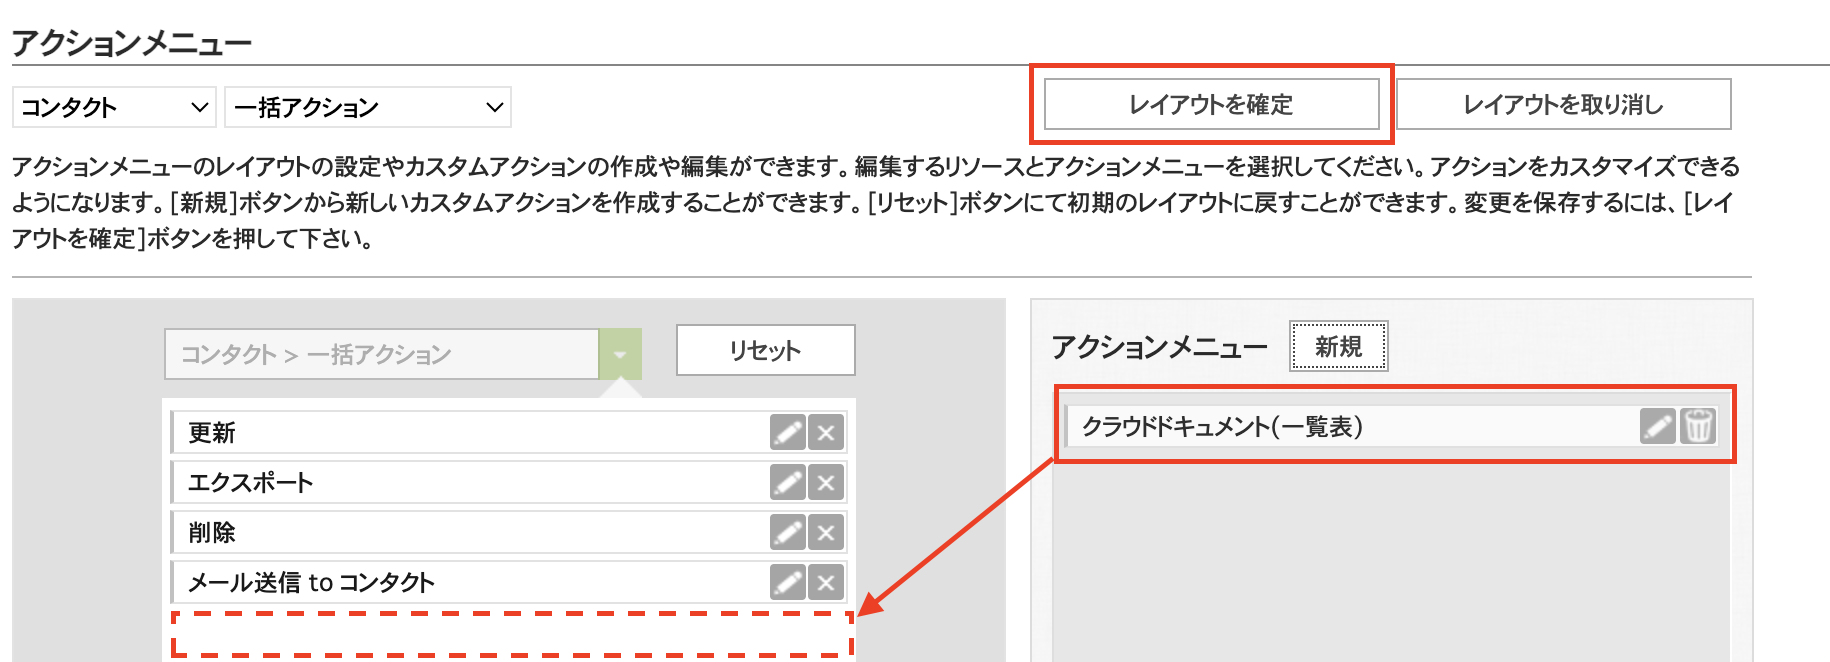 アクションメニュー
コンタクト
一括アクション
レイアウトを確定
レイアウトを取り消し
アクションメニューのレイアウトの設定やカスタムアクションの作成や編集ができます。編集するリソースとアクションメニューを選択してください。アクションをカスタマイズできる
ようになります。[新規]ボタンから新しいカスタムアクションを作成することができます。[リセット]ボタンにて初期のレイアウトに戻すことができます。変更を保存するには、[レイ
アウトを確定]ボタンを押して下さい。
コンタクト > 一括アクション
リセット
更新
エクスポート
削除
メール送信 to コンタクト
アクションメニュー
新規
クラウドドキュメント(一覧表)